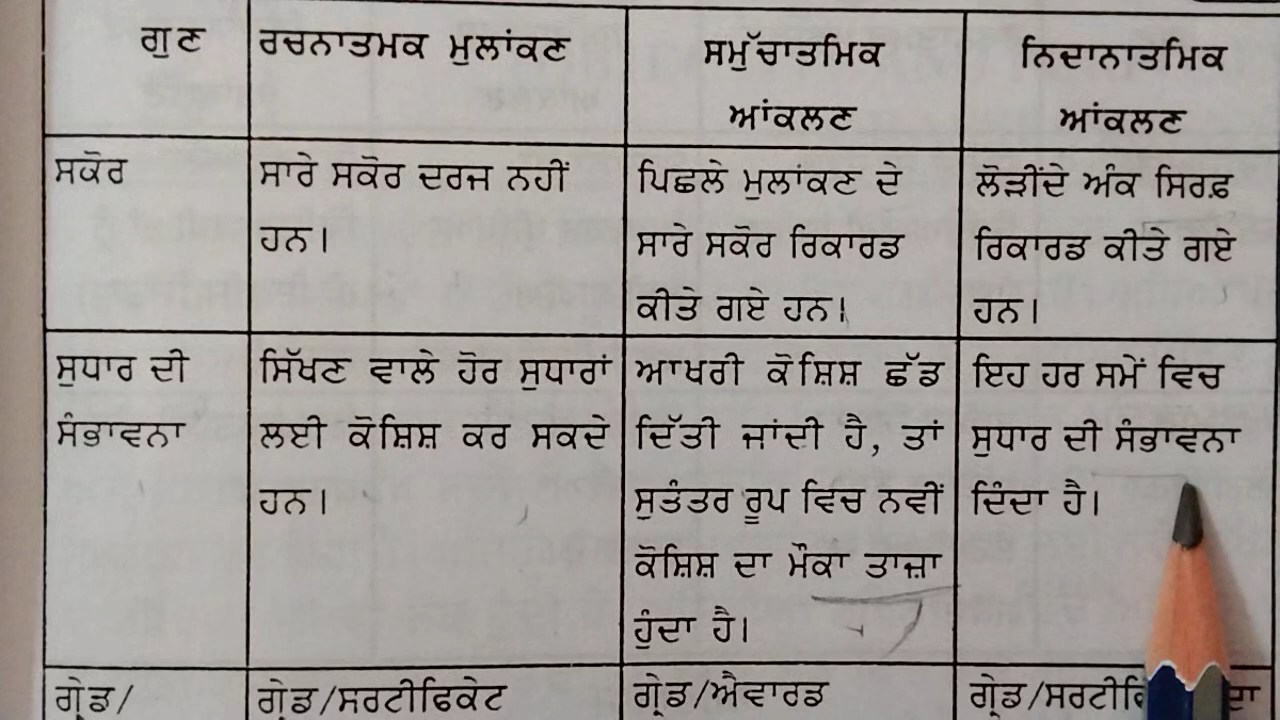 ਗੁਣ
ਰਚਨਾਤਮਕ ਮੁਲਾਂਕਣ
ਸਮੁੱਚਾਤਮਿਕ
ਆਂਕਲਣ
ਨਿਦਾਨਾਤਮਿਕ
ਆਂਕਲਣ
ਸਕੋਰ
ਸਾਰੇ ਸਕੋਰ ਦਰਜ ਨਹੀਂ
ਹਨ।
ਪਿਛਲੇ ਮੁਲਾਂਕਣ ਦੇ
ਸਾਰੇ ਸਕੋਰ ਰਿਕਾਰਡ
ਕੀਤੇ ਗਏ ਹਨ।
ਲੋੜੀਂਦੇ ਅੰਕ ਸਿਰਫ਼
ਰਿਕਾਰਡ ਕੀਤੇ ਗਏ
ਹਨ।
ਸੁਧਾਰ ਦੀ
ਸੰਭਾਵਨਾ
ਸਿੱਖਣ ਵਾਲੇ ਹੋਰ ਸੁਧਾਰਾਂ
ਲਈ ਕੋਸ਼ਿਸ਼ ਕਰ ਸਕਦੇ
ਹਨ।
ਆਖਰੀ ਕੋਸ਼ਿਸ਼ ਛੱਡ
ਦਿੱਤੀ ਜਾਂਦੀ ਹੈ, ਤਾਂ
ਸੁਤੰਤਰ ਰੂਪ ਵਿਚ ਨਵੀਂ
ਕੋਸ਼ਿਸ਼ ਦਾ ਮੌਕਾ ਤਾਜ਼ਾ
ਹੁੰਦਾ ਹੈ।
ਇਹ ਹਰ ਸਮੇਂ ਵਿਚ
ਸੁਧਾਰ ਦੀ ਸੰਭਾਵਨਾ
ਦਿੰਦਾ ਹੈ।
ਗ੍ਰੇਡ/
ਗ੍ਰੇਡ/ਸਰਟੀਫਿਕੇਟ
ਗ੍ਰੇਡ/ਐਵਾਰਡ
ਗ੍ਰੇਡ/